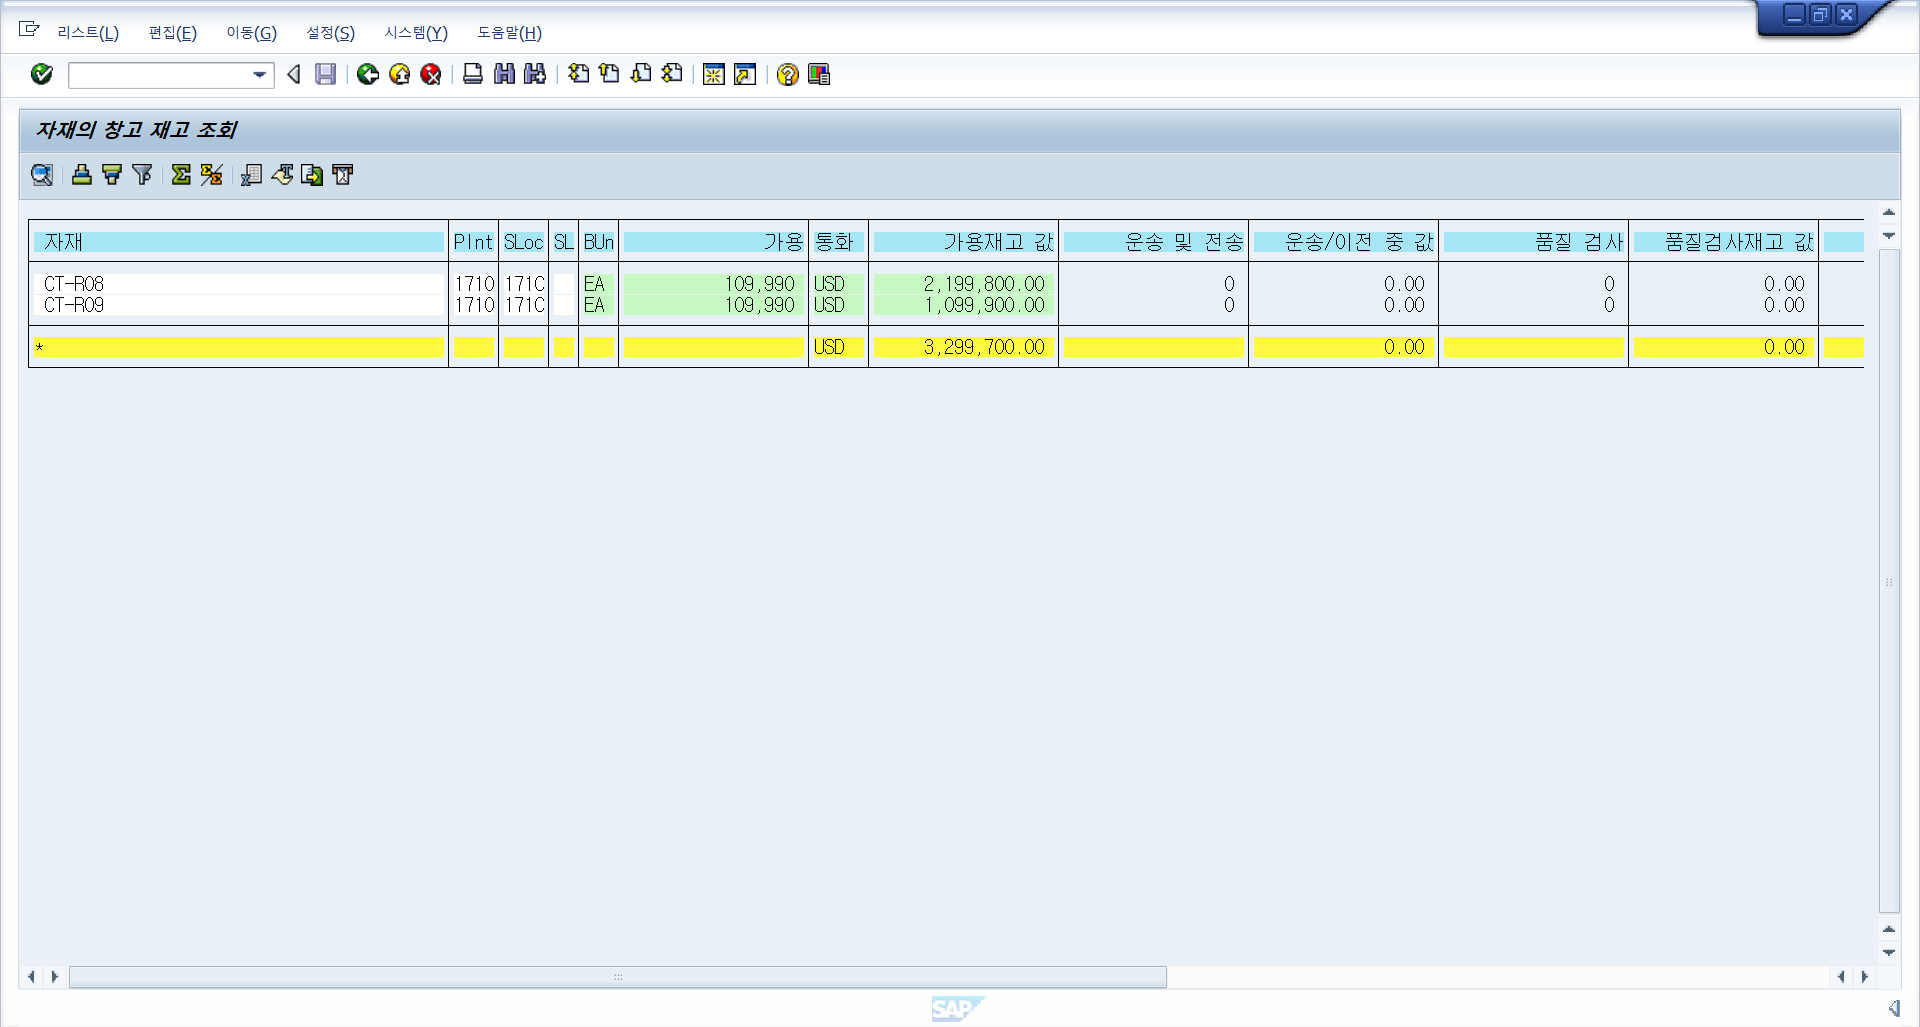 리스트(L) 편집(E) 이동(G) 설정(S) 시스템(Y) 도움말(H)
자재의 창고 재고 조회
자재 Plnt SLoc SL BUn 가용 통화 가용재고 값 운송 및 전송 운송/이전 중 값 품질 검사 품질검사재고 값
CT-R08 1710 171C EA 109,990 USD 2,199,800.00 0 0.00 0 0.00
CT-R09 1710 171C EA 109,990 USD 1,099,900.00 0 0.00 0 0.00
* USD 3,299,700.00 0.00 0.00
SAP